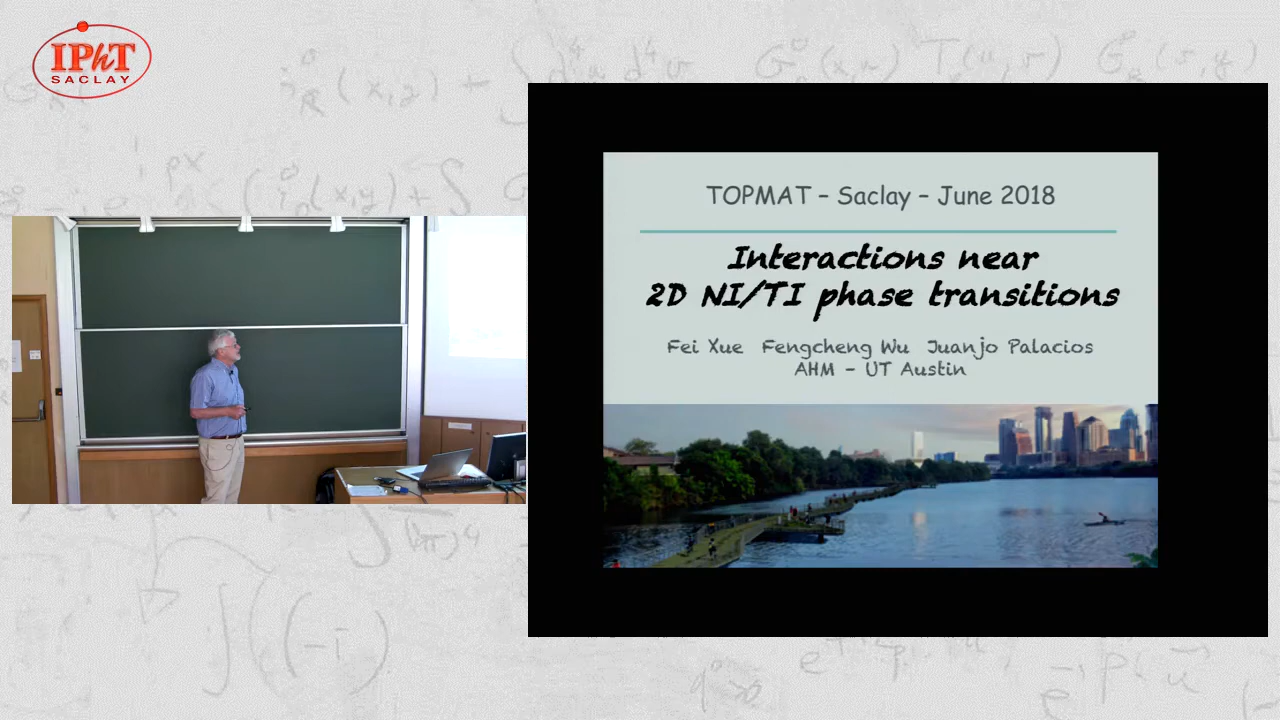 IPhT
SACLAY
TOPMAT – Saclay – June 2018
Interactions near
2D NI/TI phase transitions
Fei Xue Fengcheng Wu Juanjo Palacios
AHM – UT Austin